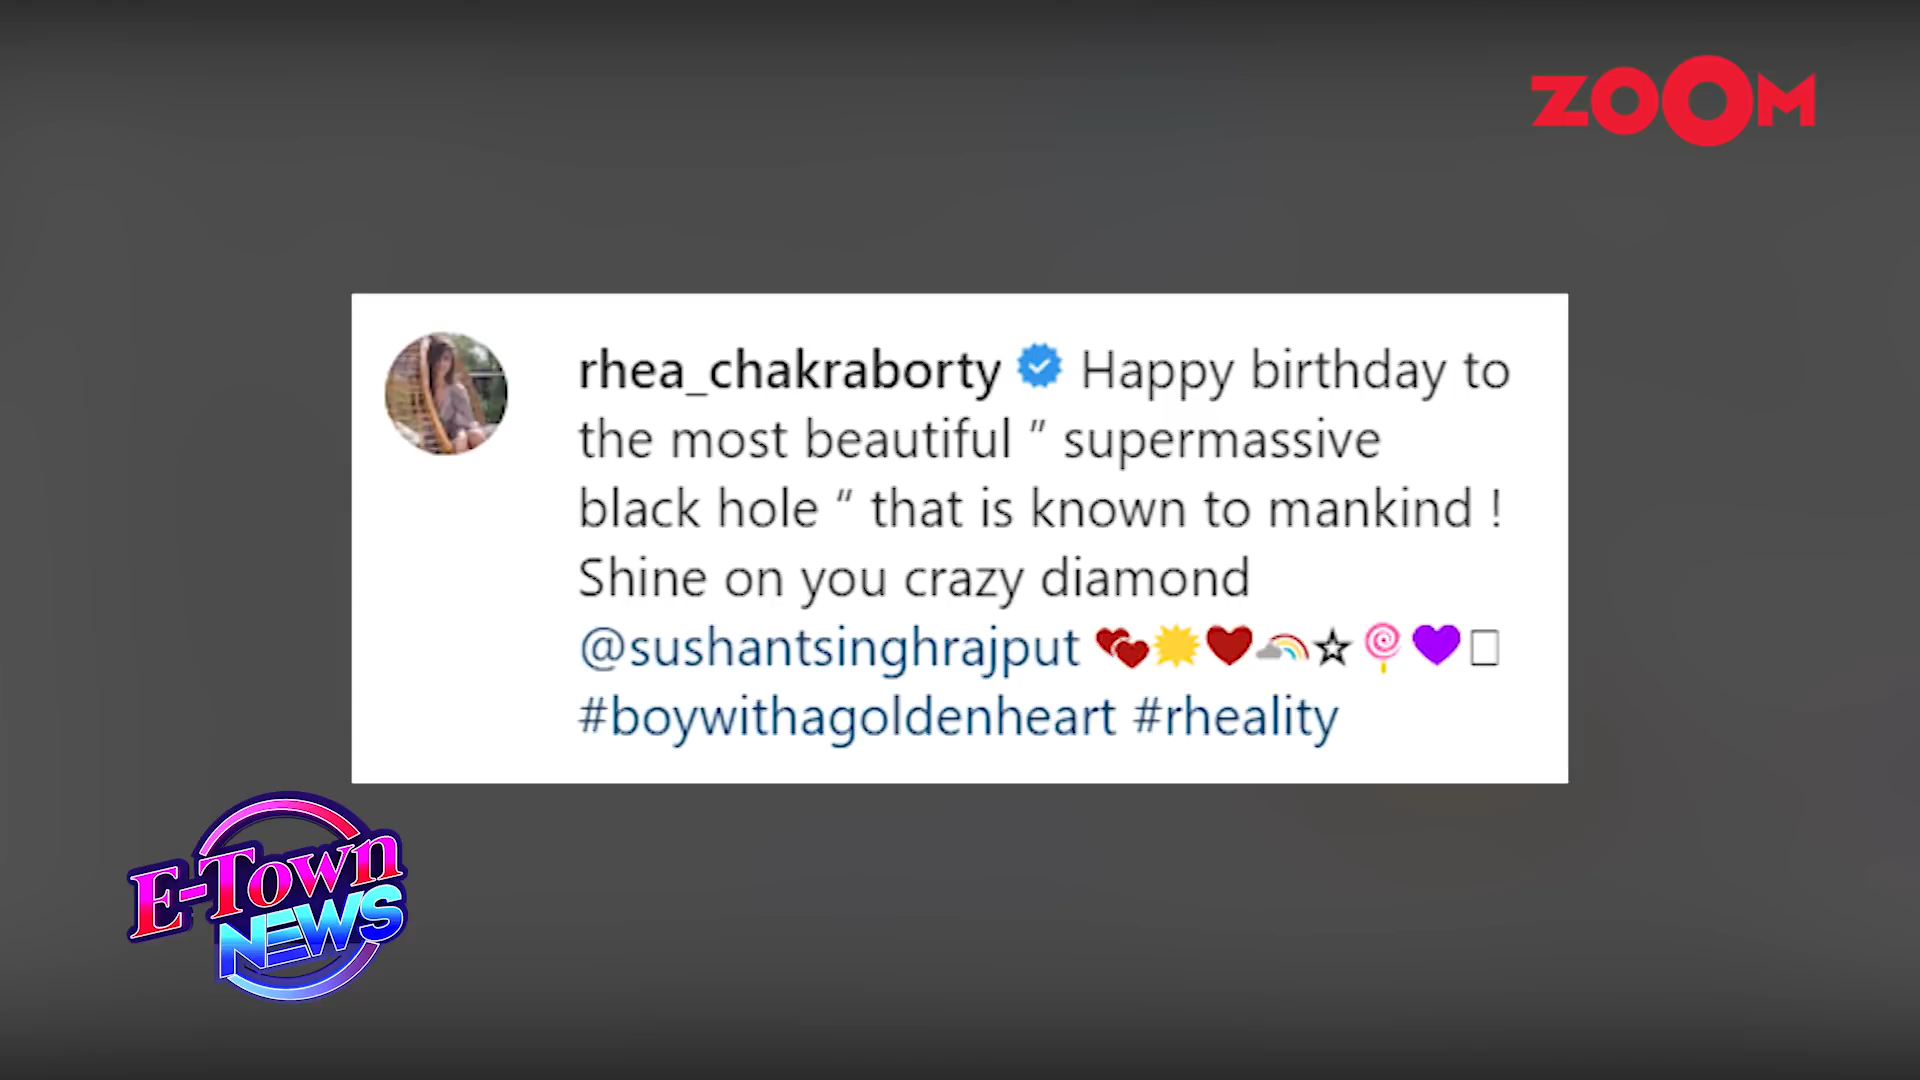 ZOOM
rhea_chakraborty Happy birthday to
the most beautiful " supermassive
black hole “ that is known to mankind !
Shine on you crazy diamond
@sushantsinghrajput 💕☀️❤️🌦🌈☆🍭💜□
#boywithagoldenheart #rheality
E-Town
NEWS